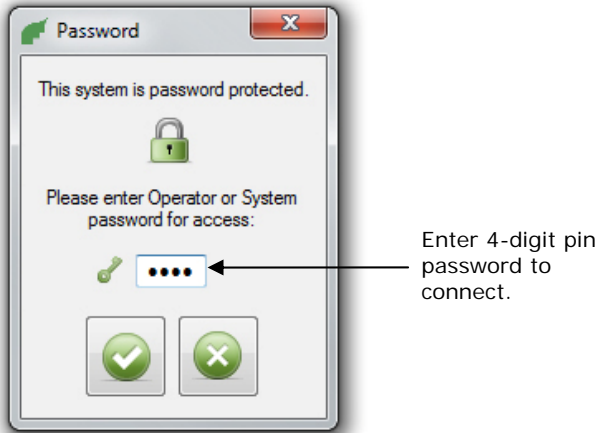 Password
This system is password protected.
Please enter Operator or System
password for access:
••••
Enter 4-digit pin
password to
connect.